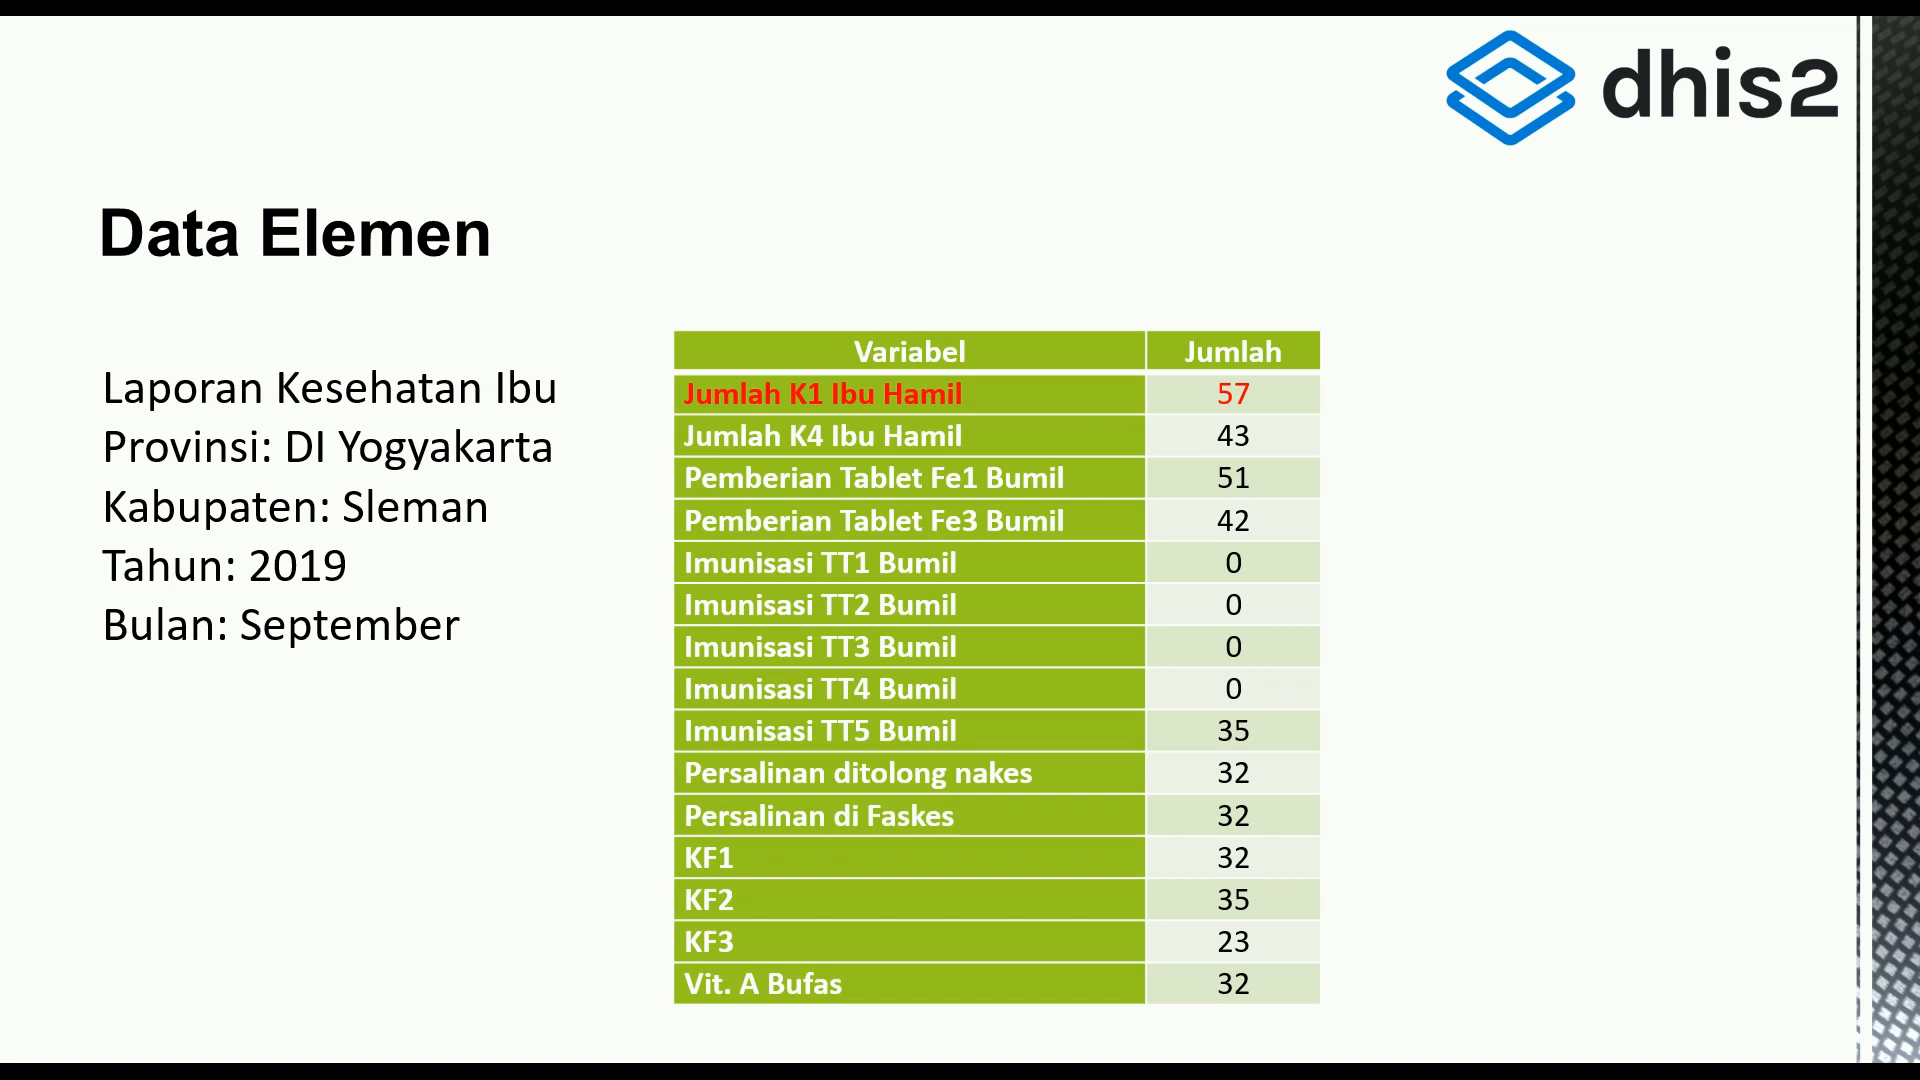 dhis2
Data Elemen
Laporan Kesehatan Ibu
Provinsi: DI Yogyakarta
Kabupaten: Sleman
Tahun: 2019
Bulan: September
Variabel Jumlah
Jumlah K1 Ibu Hamil 57
Jumlah K4 Ibu Hamil 43
Pemberian Tablet Fe1 Bumil 51
Pemberian Tablet Fe3 Bumil 42
Imunisasi TT1 Bumil 0
Imunisasi TT2 Bumil 0
Imunisasi TT3 Bumil 0
Imunisasi TT4 Bumil 0
Imunisasi TT5 Bumil 35
Persalinan ditolong nakes 32
Persalinan di Faskes 32
KF1 32
KF2 35
KF3 23
Vit. A Bufas 32